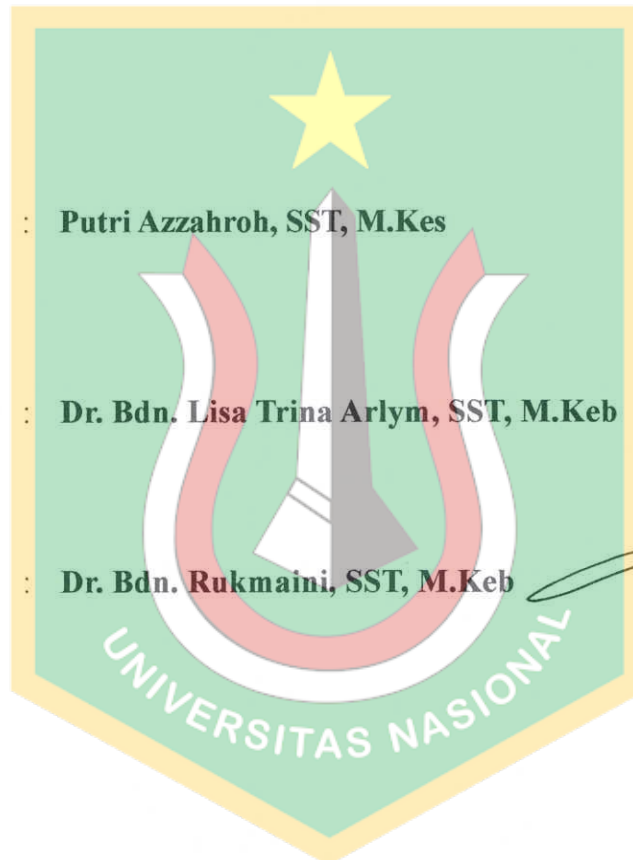 : Putri Azzahroh, SST, M.Kes
: Dr. Bdn. Lisa Trina Arlym, SST, M.Keb
: Dr. Bdn. Rukmaini, SST, M.Keb
UNIVERSITAS NASIONAL